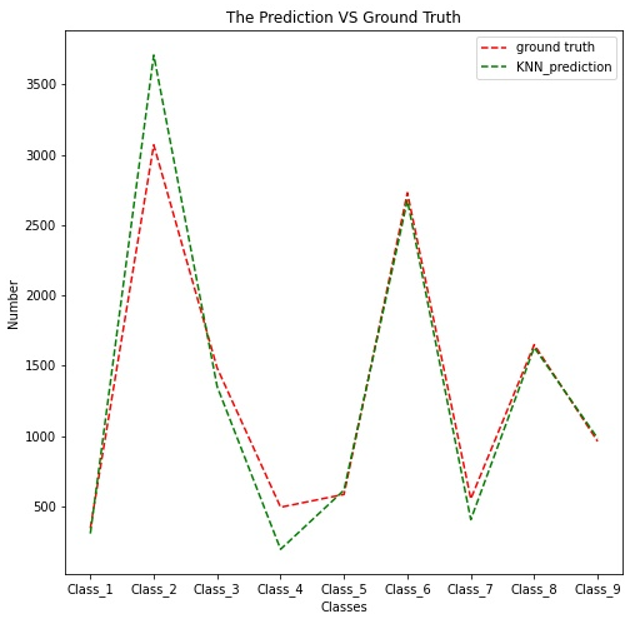 The Prediction VS Ground Truth
ground truth
KNN_prediction
3500
3000
2500
2000
1500
1000
500
Number
Class_1 Class_2 Class_3 Class_4 Class_5 Class_6 Class_7 Class_8 Class_9
Classes